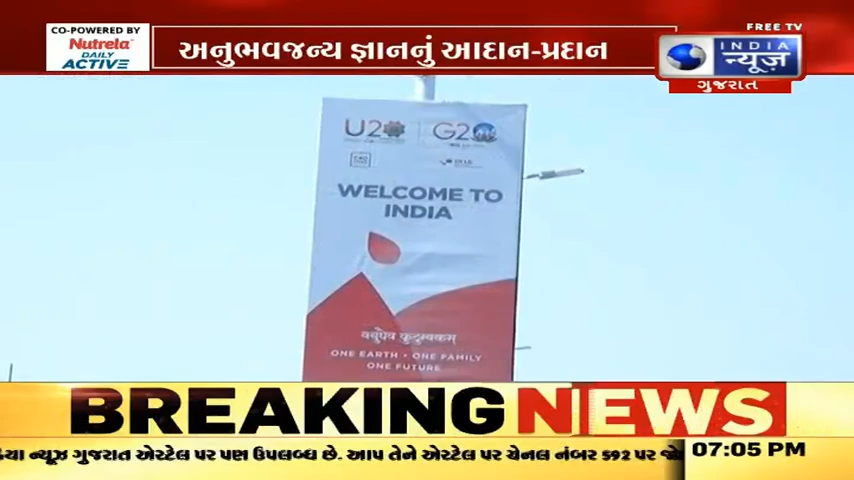 CO-POWERED BY
Nutrela
DAILY
ACTIVE
અનુભવજન્ય જ્ઞાનનું આદાન-પ્રદાન
FREE TV
INDIA
न्यूज़
ગુજરાત
U20
G20
WELCOME TO
INDIA
वसुधैव कुटुम्बकम्
ONE EARTH • ONE FAMILY
ONE FUTURE
BREAKING NEWS
ન્યૂઝ ગુજરાત એરટેલ પર પણ ઉપલબ્ધ છે. આપ તેને એરટેલ પર ચેનલ નંબર 592 પર
07:05 PM